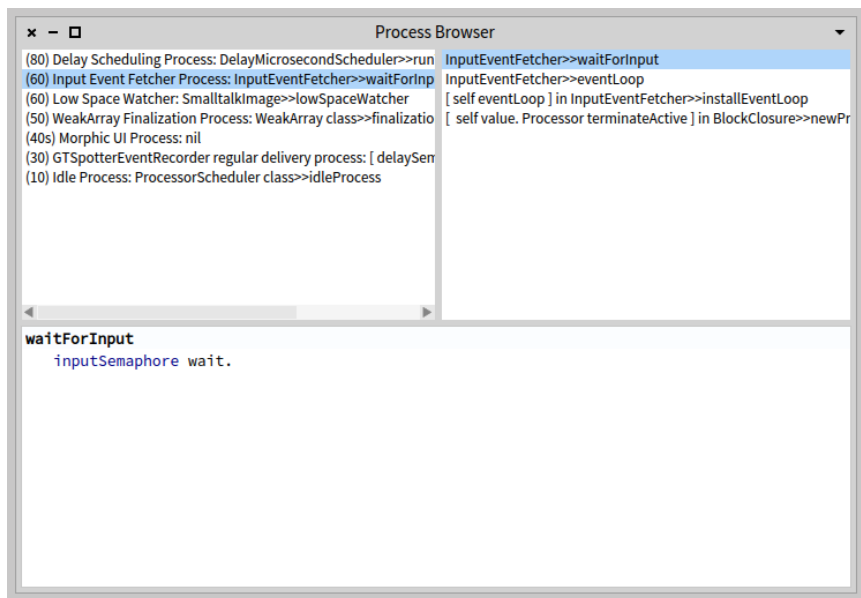 Process Browser
(80) Delay Scheduling Process: DelayMicrosecondScheduler>>run
(60) Input Event Fetcher Process: InputEventFetcher>>waitForInp
(60) Low Space Watcher: SmalltalkImage>>lowSpaceWatcher
(50) WeakArray Finalization Process: WeakArray class>>finalizatio
(40s) Morphic UI Process: nil
(30) GTSpotterEventRecorder regular delivery process: [ delaySem
(10) Idle Process: ProcessorScheduler class>>idleProcess
InputEventFetcher>>waitForInput
InputEventFetcher>>eventLoop
[ self eventLoop ] in InputEventFetcher>>installEventLoop
[ self value. Processor terminateActive ] in BlockClosure>>newPr
waitForInput
inputSemaphore wait.